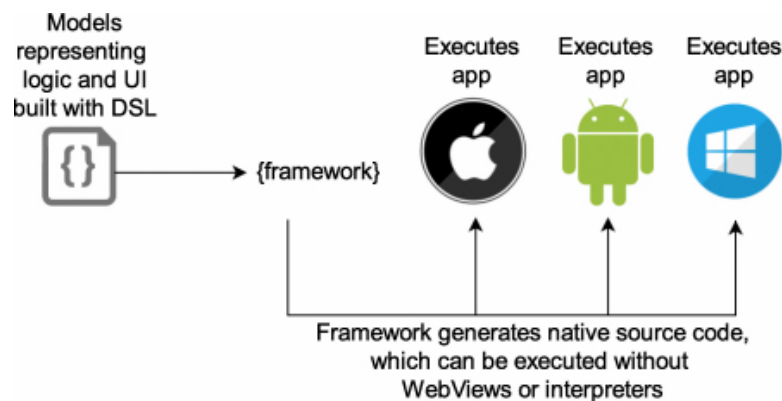 Models
representing
logic and UI
built with DSL
{ }
{framework}
Executes
app
Executes
app
Executes
app
Framework generates native source code,
which can be executed without
WebViews or interpreters